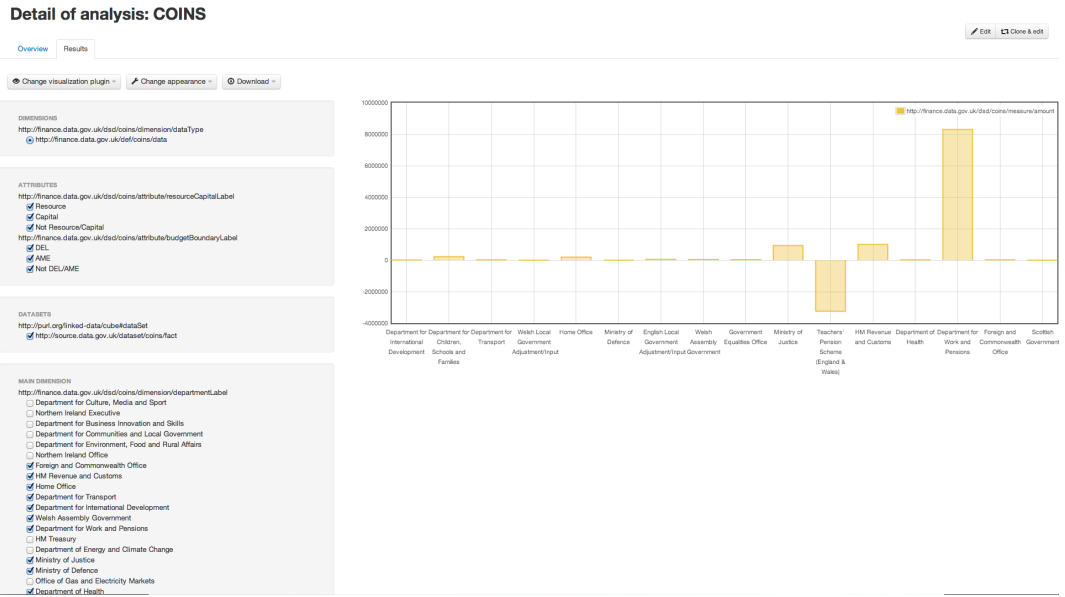 Detail of analysis: COINS
Edit
Clone & edit
Overview
Results
Change visualization plugin
Change appearance
Download
DIMENSIONS
http://finance.data.gov.uk/dsd/coins/dimension/dataType
http://finance.data.gov.uk/def/coins/data
ATTRIBUTES
http://finance.data.gov.uk/dsd/coins/attribute/resourceCapitalLabel
Resource
Capital
Not Resource/Capital
http://finance.data.gov.uk/dsd/coins/attribute/budgetBoundaryLabel
DEL
AME
Not DEL/AME
DATASETS
http://purl.org/linked-data/cube#dataSet
http://source.data.gov.uk/dataset/coins/fact
MAIN DIMENSION
http://finance.data.gov.uk/dsd/coins/dimension/departmentLabel
Department for Culture, Media and Sport
Northern Ireland Executive
Department for Business Innovation and Skills
Department for Communities and Local Government
Department for Environment, Food and Rural Affairs
Northern Ireland Office
Foreign and Commonwealth Office
HM Revenue and Customs
Home Office
Department for Transport
Department for International Development
Welsh Assembly Government
Department for Work and Pensions
HM Treasury
Department of Energy and Climate Change
Ministry of Justice
Ministry of Defence
Office of Gas and Electricity Markets
Department of Health
http://finance.data.gov.uk/dsd/coins/measure/amount
10000000
8000000
6000000
4000000
2000000
0
-2000000
-4000000
Department for International Development
Department for Children, Schools and Families
Department for Transport
Welsh Local Government Adjustment/Input
Home Office
Ministry of Defence
English Local Government Adjustment/Input
Welsh Assembly Government
Government Equalities Office
Ministry of Justice
Teachers' Pension Scheme (England & Wales)
HM Revenue and Customs
Department of Health
Department for Work and Pensions
Foreign and Commonwealth Office
Scottish Government